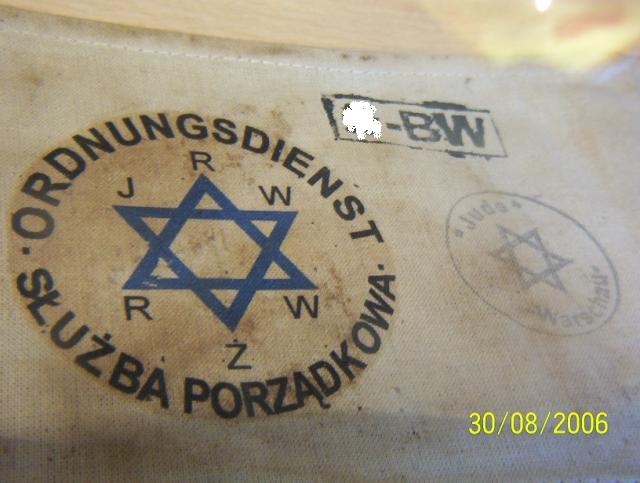 · ORDNUNGSDIENST ·
SŁUŻBA PORZĄDKOWA
J R W
R Ż W
-BW
• Jude •
Warschau
30/08/2006